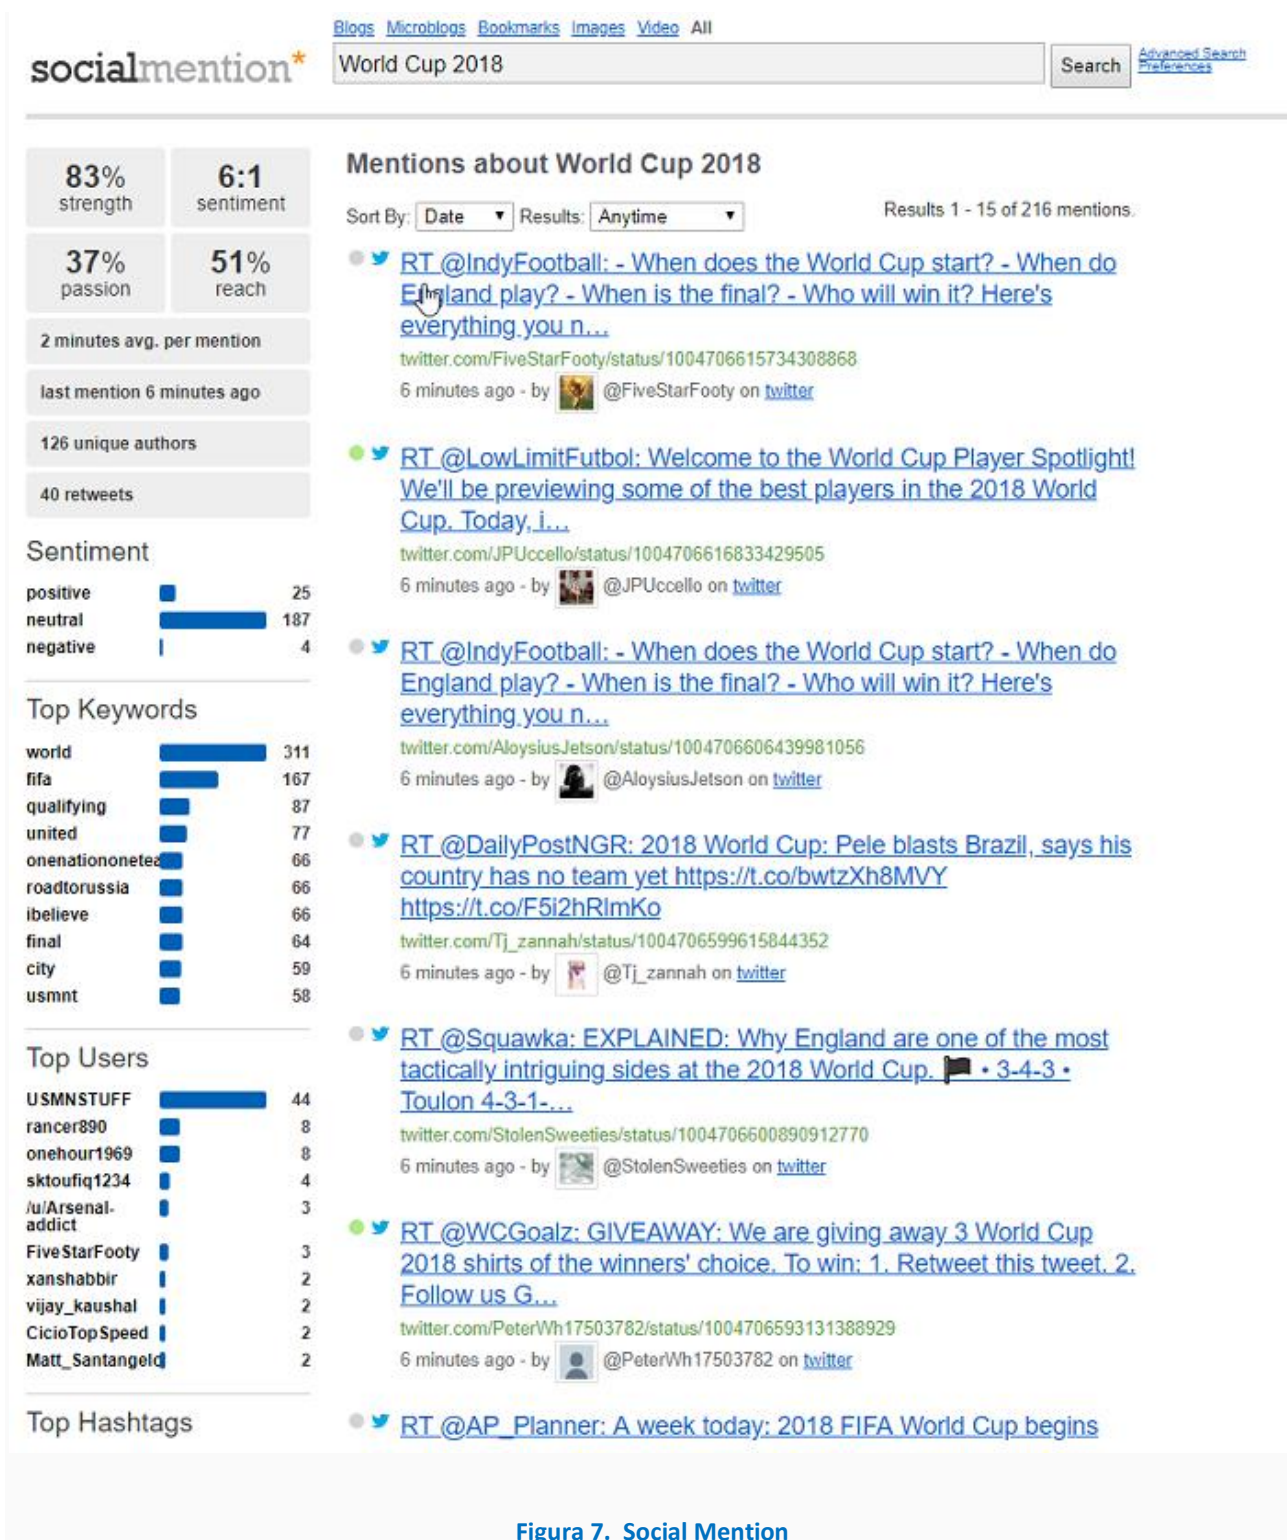 Blogs Microblogs Bookmarks Images Video All
socialmention*
World Cup 2018
Search
Advanced Search
Preferences
83%
strength
6:1
sentiment
37%
passion
51%
reach
2 minutes avg. per mention
last mention 6 minutes ago
126 unique authors
40 retweets
Sentiment
positive 25
neutral 187
negative 4
Top Keywords
world 311
fifa 167
qualifying 87
united 77
onenationonetea 66
roadtorussia 66
ibelieve 66
final 64
city 59
usmnt 58
Top Users
USMNSTUFF 44
rancer890 8
onehour1969 8
sktoufiq1234 4
/u/Arsenal-
addict 3
FiveStarFooty 3
xanshabbir 2
vijay_kaushal 2
CicioTopSpeed 2
Matt_Santangelo 2
Top Hashtags
Mentions about World Cup 2018
Sort By: Date Results: Anytime
Results 1 - 15 of 216 mentions.
RT @IndyFootball: - When does the World Cup start? - When do
England play? - When is the final? - Who will win it? Here's
everything you n...
twitter.com/FiveStarFooty/status/1004706615734308868
6 minutes ago - by @FiveStarFooty on twitter
RT @LowLimitFutbol: Welcome to the World Cup Player Spotlight!
We'll be previewing some of the best players in the 2018 World
Cup. Today, i...
twitter.com/JPUccello/status/1004706616833429505
6 minutes ago - by @JPUccello on twitter
RT @IndyFootball: - When does the World Cup start? - When do
England play? - When is the final? - Who will win it? Here's
everything you n...
twitter.com/AloysiusJetson/status/1004706606439981056
6 minutes ago - by @AloysiusJetson on twitter
RT @DailyPostNGR: 2018 World Cup: Pele blasts Brazil, says his
country has no team yet https://t.co/bwtzXh8MVY
https://t.co/F5i2hRlmKo
twitter.com/Tj_zannah/status/1004706599615844352
6 minutes ago - by @Tj_zannah on twitter
RT @Squawka: EXPLAINED: Why England are one of the most
tactically intriguing sides at the 2018 World Cup. 🏴 • 3-4-3 •
Toulon 4-3-1-...
twitter.com/StolenSweeties/status/1004706600890912770
6 minutes ago - by @StolenSweeties on twitter
RT @WCGoalz: GIVEAWAY: We are giving away 3 World Cup
2018 shirts of the winners' choice. To win: 1. Retweet this tweet. 2.
Follow us G...
twitter.com/PeterWh17503782/status/1004706593131388929
6 minutes ago - by @PeterWh17503782 on twitter
RT @AP_Planner: A week today: 2018 FIFA World Cup begins
Figura 7. Social Mention